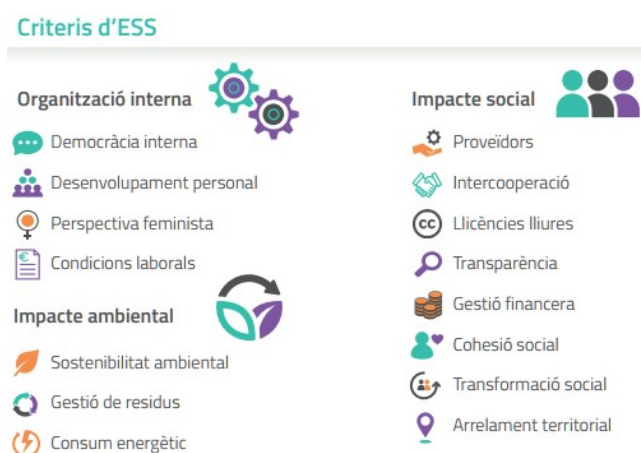 Criteris d'ESS
Organització interna
Democràcia interna
Desenvolupament personal
Perspectiva feminista
€
Condicions laborals
Impacte ambiental
Sostenibilitat ambiental
Gestió de residus
Consum energètic
Impacte social
Proveïdors
Intercooperació
cc
Llicències lliures
Transparència
Gestió financera
Cohesió social
Transformació social
Arrelament territorial